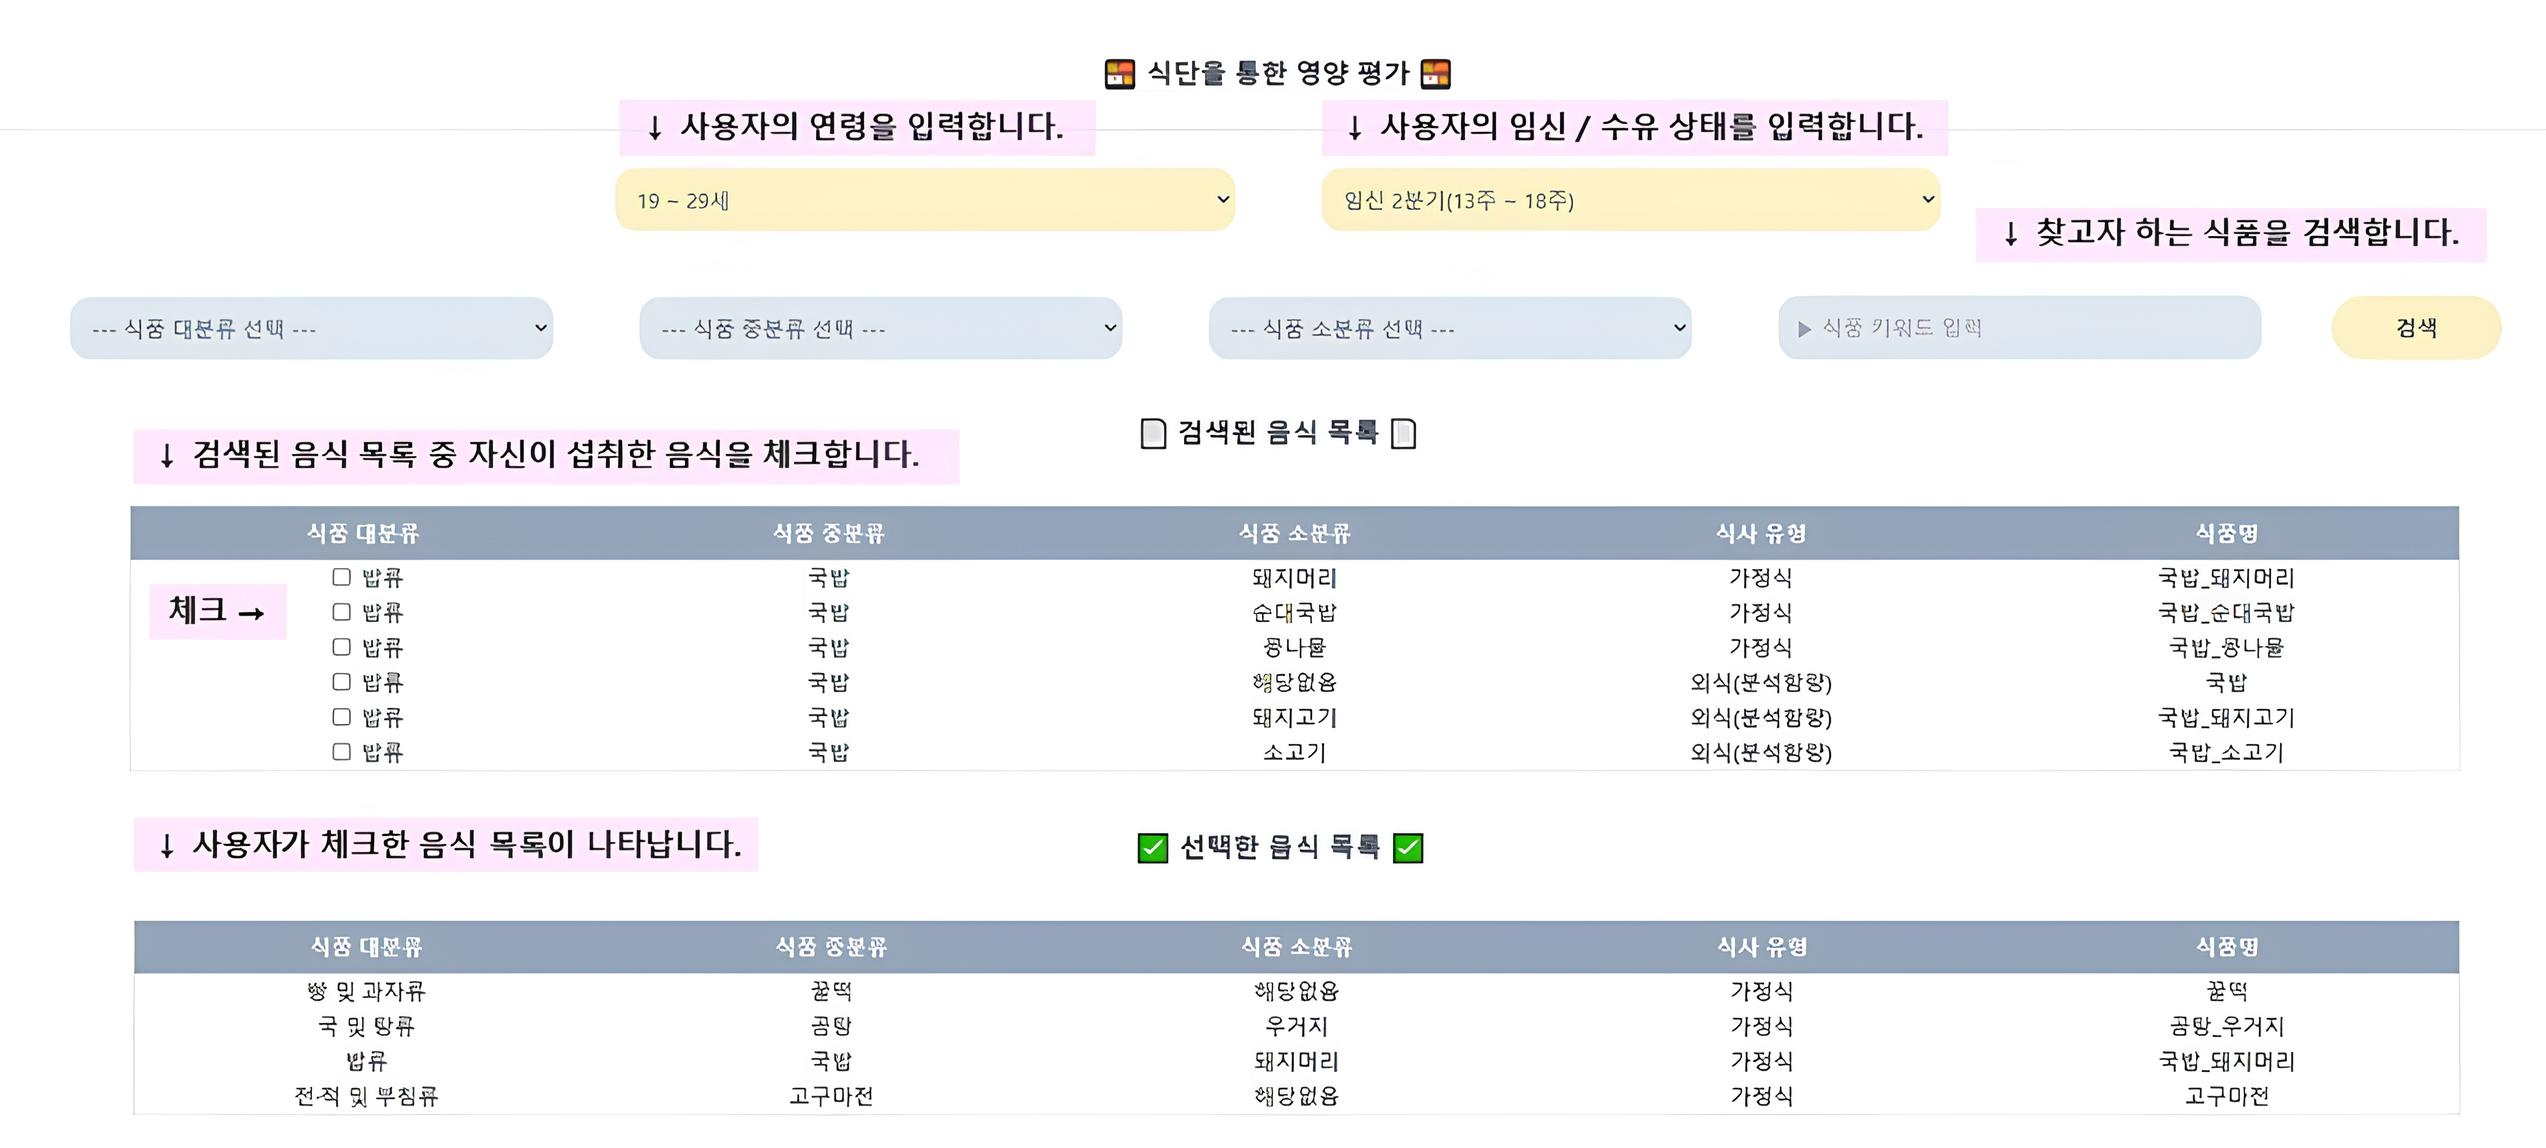 식단을 통한 영양 평가
↓ 사용자의 연령을 입력합니다.
↓ 사용자의 임신 / 수유 상태를 입력합니다.
19 ~ 29세
임신 2분기(13주 ~ 18주)
↓ 찾고자 하는 식품을 검색합니다.
--- 식품 대분류 선택 ---
--- 식품 중분류 선택 ---
--- 식품 소분류 선택 ---
▶ 식품 키워드 입력
검색
검색된 음식 목록
↓ 검색된 음식 목록 중 자신이 섭취한 음식을 체크합니다.
식품 대분류 식품 중분류 식품 소분류 식사 유형 식품명
밥류 국밥 돼지머리 가정식 국밥_돼지머리
체크 →
밥류 국밥 순대국밥 가정식 국밥_순대국밥
밥류 국밥 콩나물 가정식 국밥_콩나물
밥류 국밥 해당없음 외식(분석함량) 국밥
밥류 국밥 돼지고기 외식(분석함량) 국밥_돼지고기
밥류 국밥 소고기 외식(분석함량) 국밥_소고기
↓ 사용자가 체크한 음식 목록이 나타납니다.
선택한 음식 목록
식품 대분류 식품 중분류 식품 소분류 식사 유형 식품명
빵 및 과자류 꿀떡 해당없음 가정식 꿀떡
국 및 탕류 곰탕 우거지 가정식 곰탕_우거지
밥류 국밥 돼지머리 가정식 국밥_돼지머리
전·적 및 부침류 고구마전 해당없음 가정식 고구마전